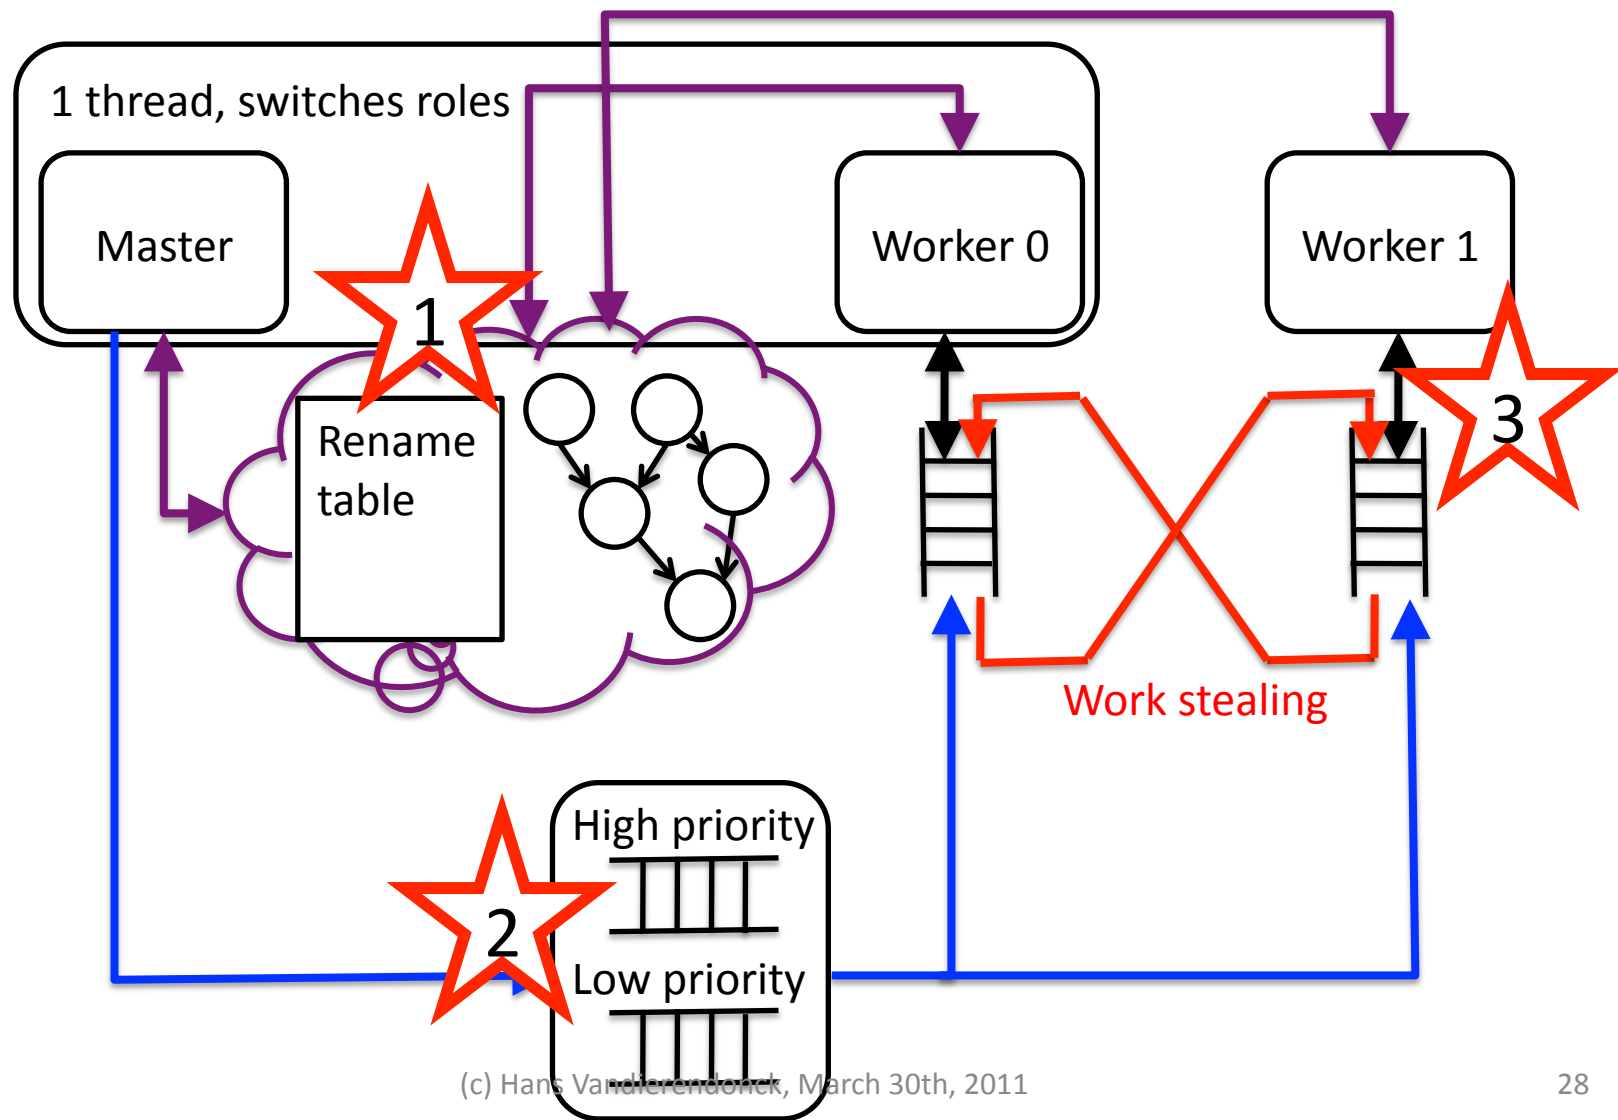 1 thread, switches roles
Master
Worker 0
Worker 1
1
3
Rename
table
Work stealing
High priority
2
Low priority
(c) Hans Vandierendonck, March 30th, 2011
28